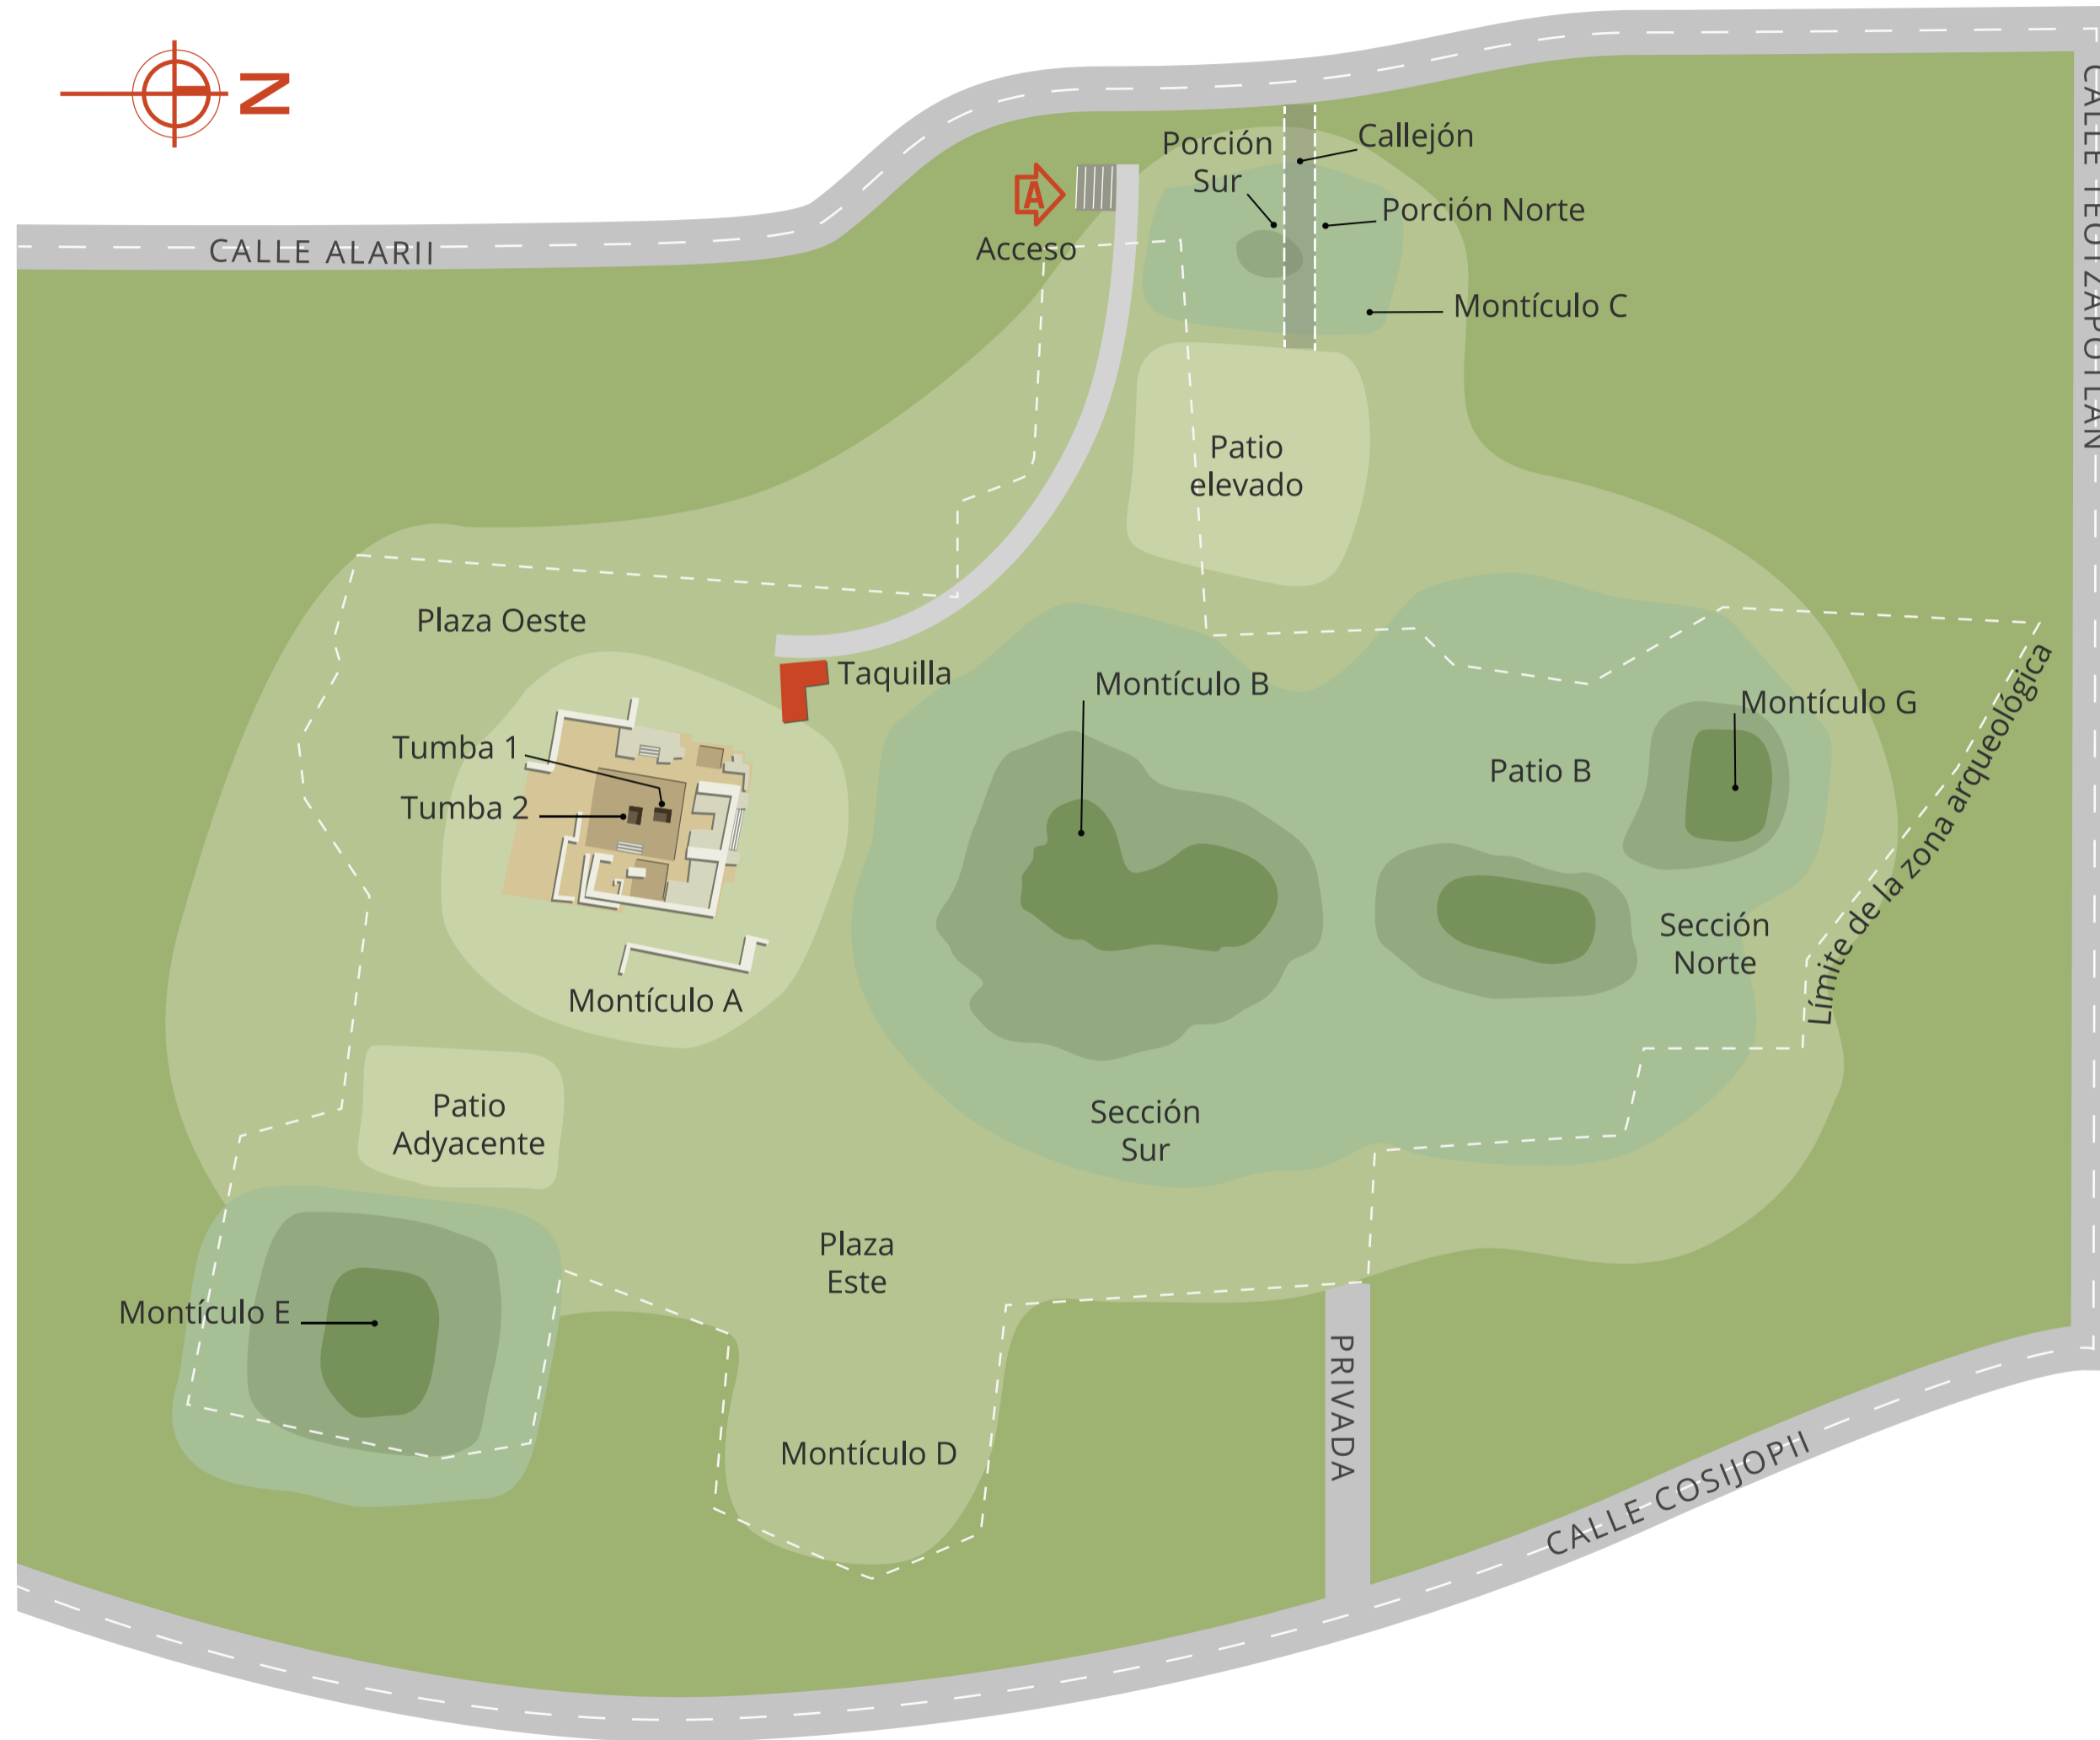 N
CALLE ALARII
CALLE TEOTZAPOTLAN
Porción
Sur
Callejón
Porción Norte
A
Acceso
Montículo C
Patio
elevado
Plaza Oeste
Taquilla
Montículo B
Montículo G
Tumba 1
Tumba 2
Patio B
Límite de la zona arqueológica
Sección
Norte
Montículo A
Patio
Adyacente
Sección
Sur
Plaza
Este
Montículo E
PRIVADA
Montículo D
CALLE COSIJOPII